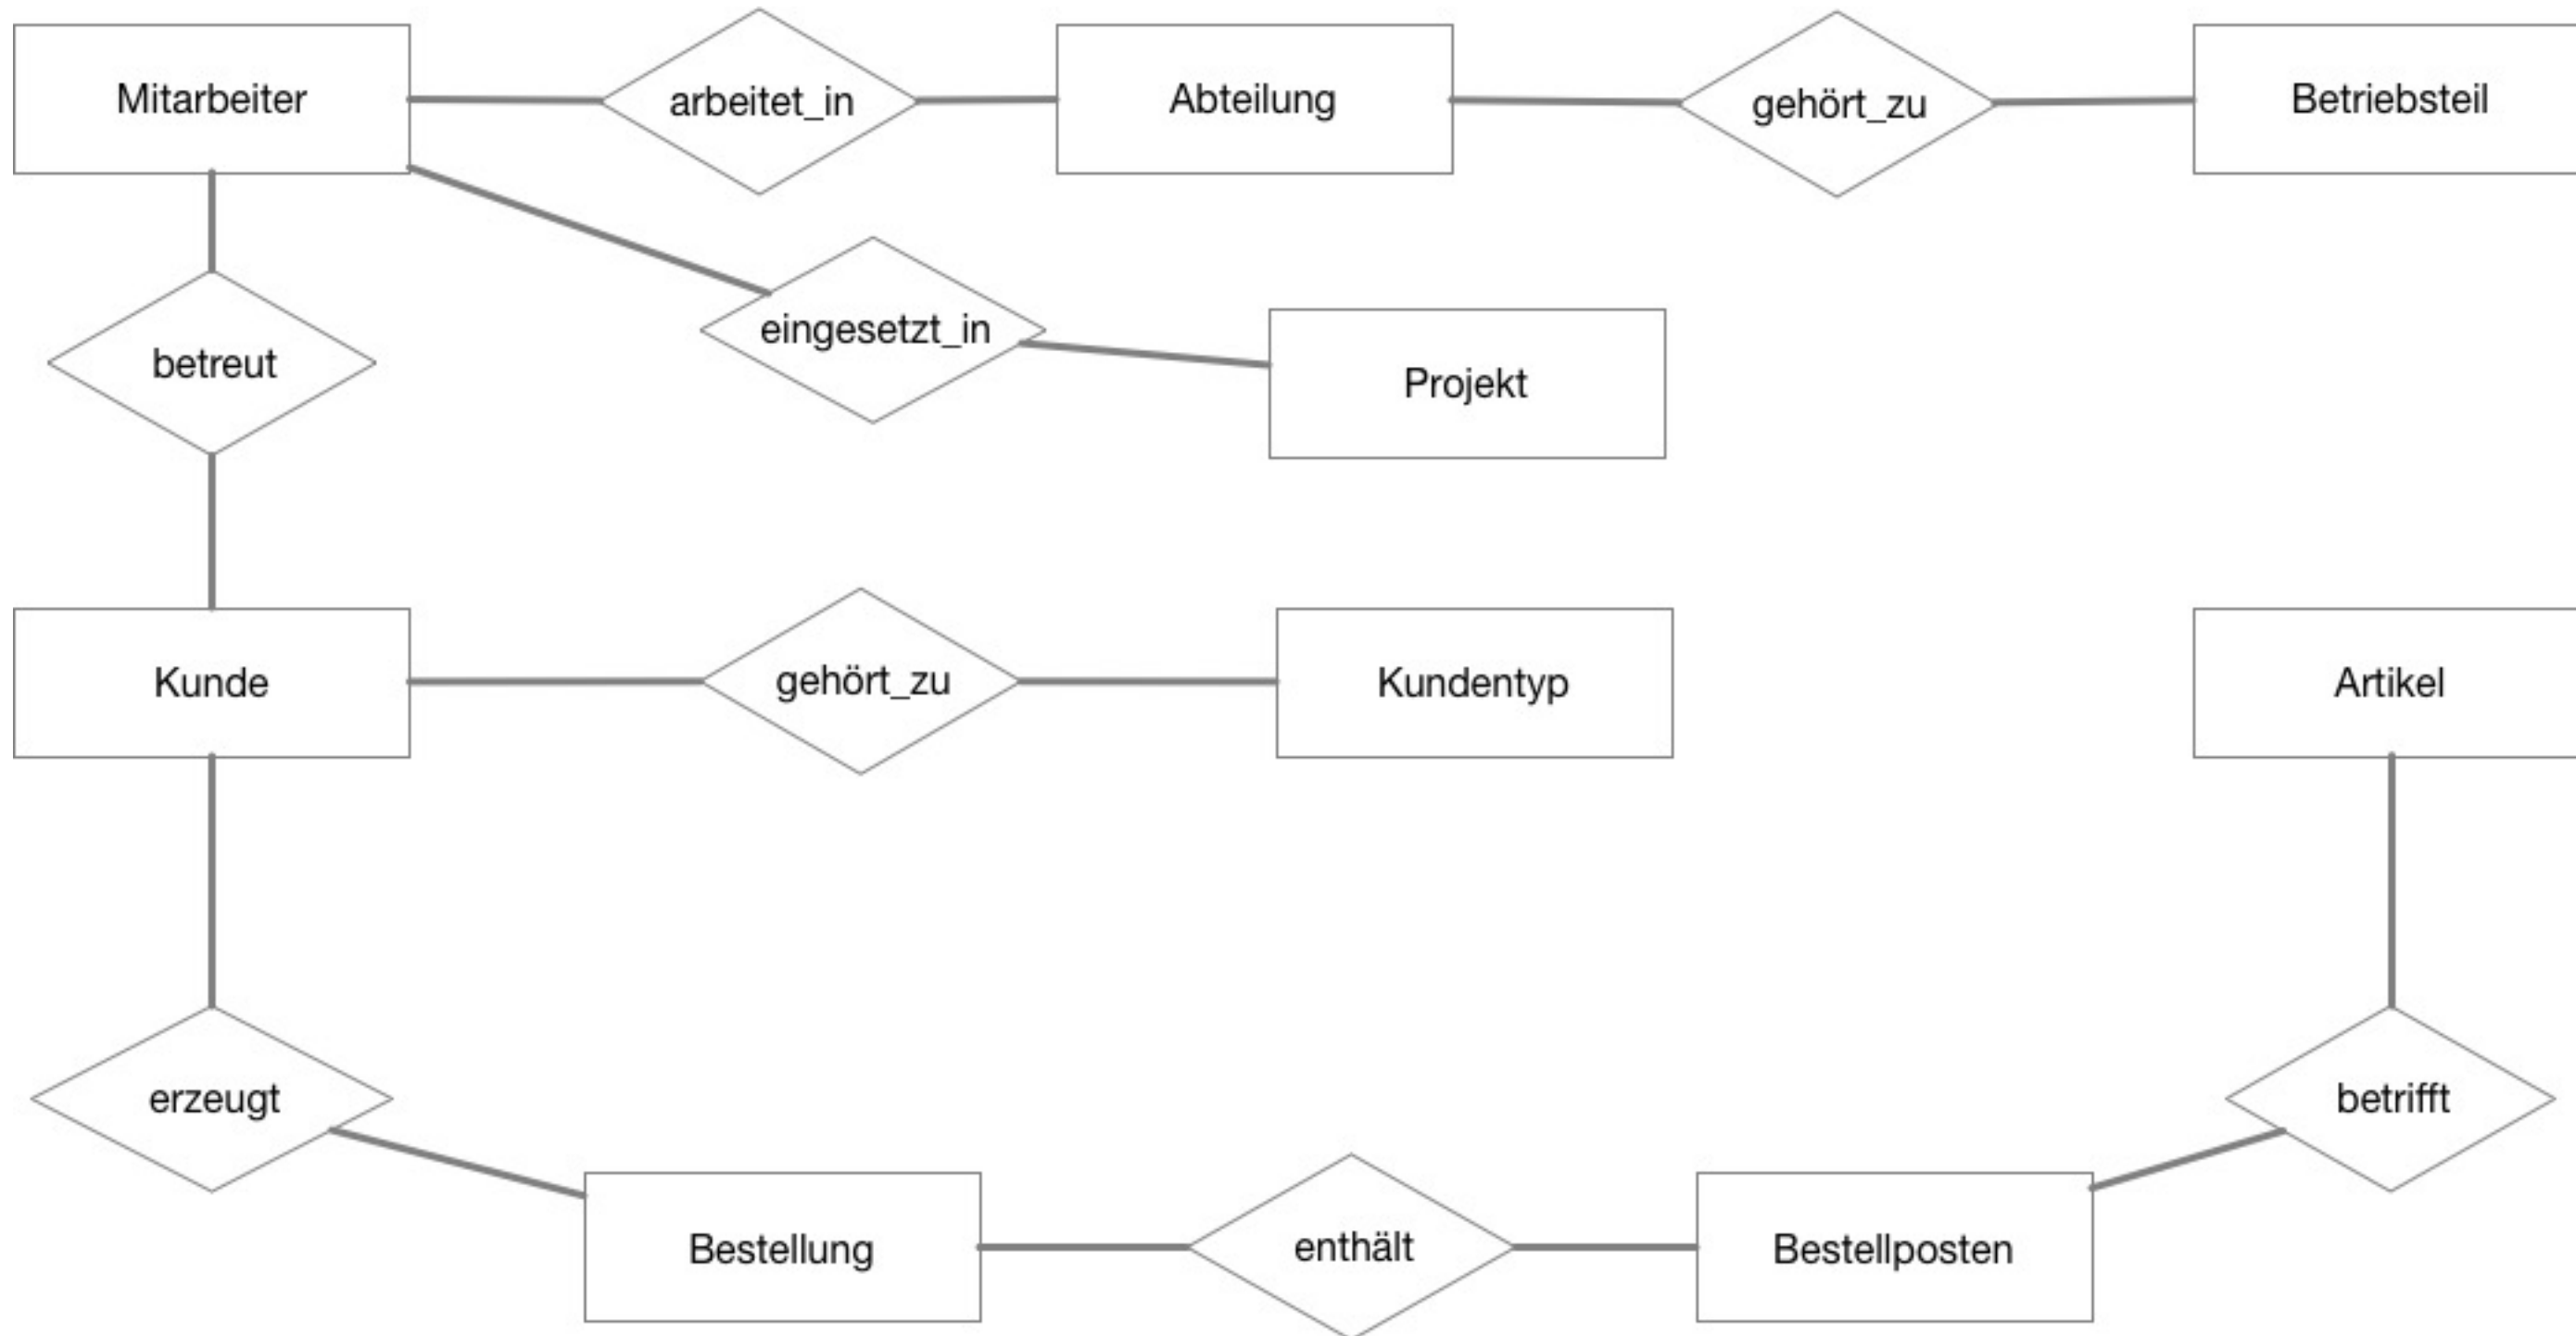 Mitarbeiter
arbeitet_in
Abteilung
gehört_zu
Betriebsteil
betreut
eingesetzt_in
Projekt
Kunde
gehört_zu
Kundentyp
Artikel
erzeugt
betrifft
Bestellung
enthält
Bestellposten